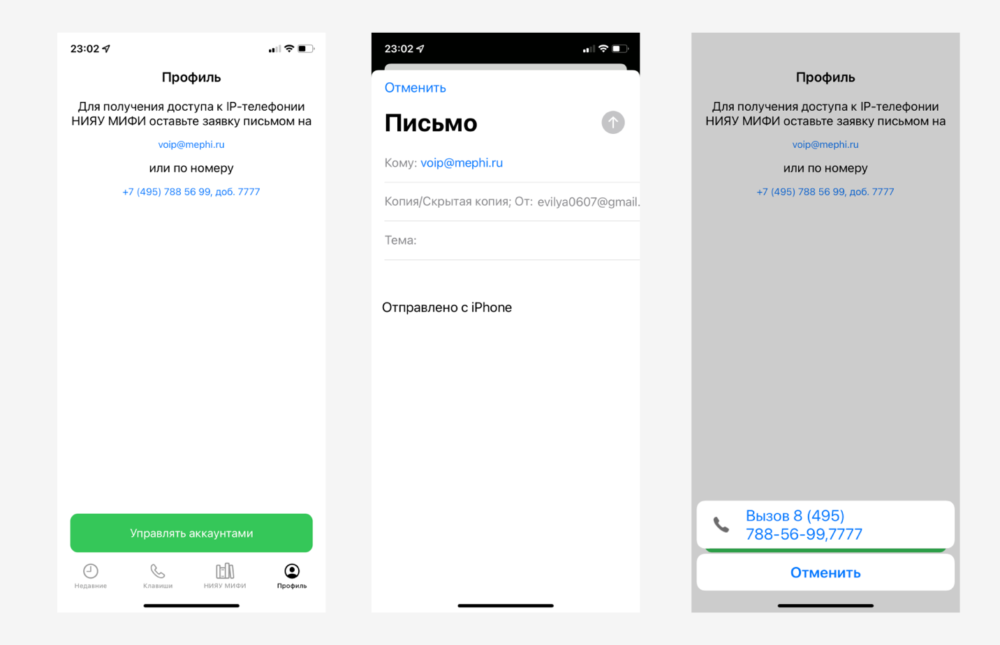 23:02
Профиль
Для получения доступа к IP-телефонии
НИЯУ МИФИ оставьте заявку письмом на
voip@mephi.ru
или по номеру
+7 (495) 788 56 99, доб. 7777
Управлять аккаунтами
Недавние
Клавиши
НИЯУ МИФИ
Профиль
23:02
Отменить
Письмо
Кому: voip@mephi.ru
Копия/Скрытая копия; От: evilya0607@gmail.
Тема:
Отправлено с iPhone
Профиль
Для получения доступа к IP-телефонии
НИЯУ МИФИ оставьте заявку письмом на
voip@mephi.ru
или по номеру
+7 (495) 788 56 99, доб. 7777
Вызов 8 (495)
788-56-99,7777
Отменить